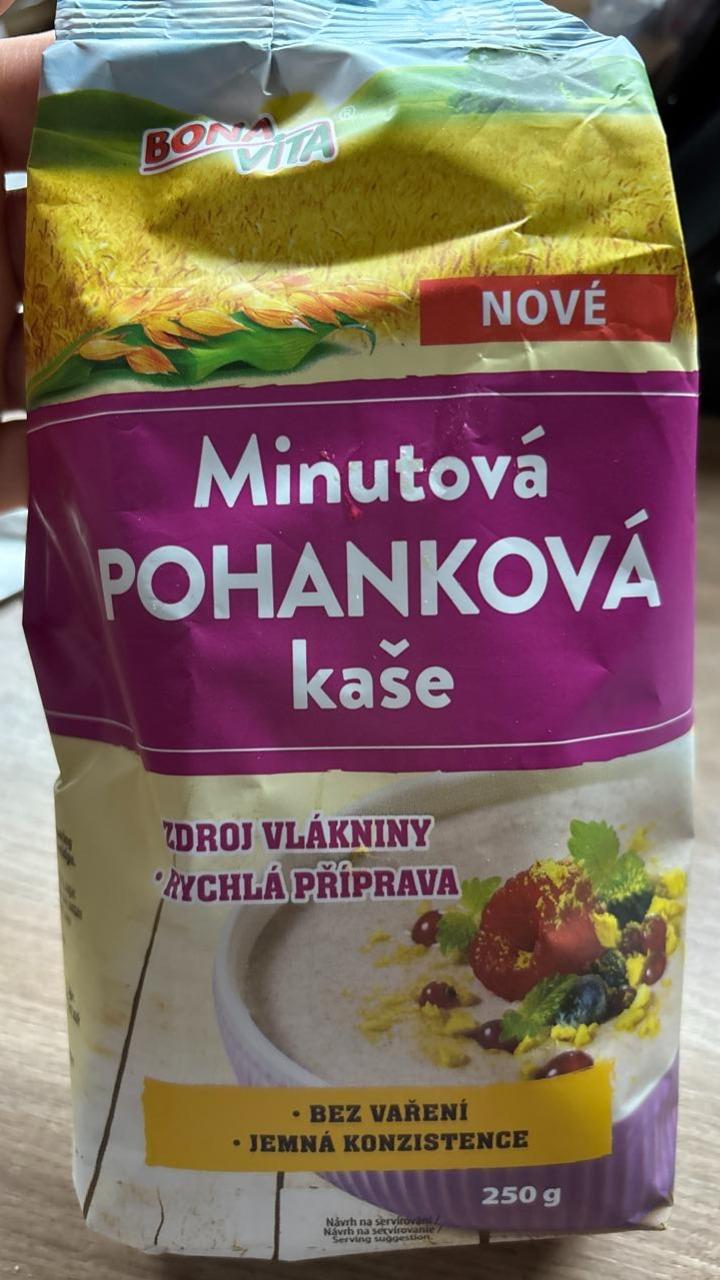 BONA
VITA ®
NOVÉ
Minutová
POHANKOVÁ
kaše
ZDROJ VLÁKNINY
• RYCHLÁ PŘÍPRAVA
• BEZ VAŘENÍ
• JEMNÁ KONZISTENCE
250 g
Návrh na servírování /
Návrh na servírovanie /
Serving suggestion.